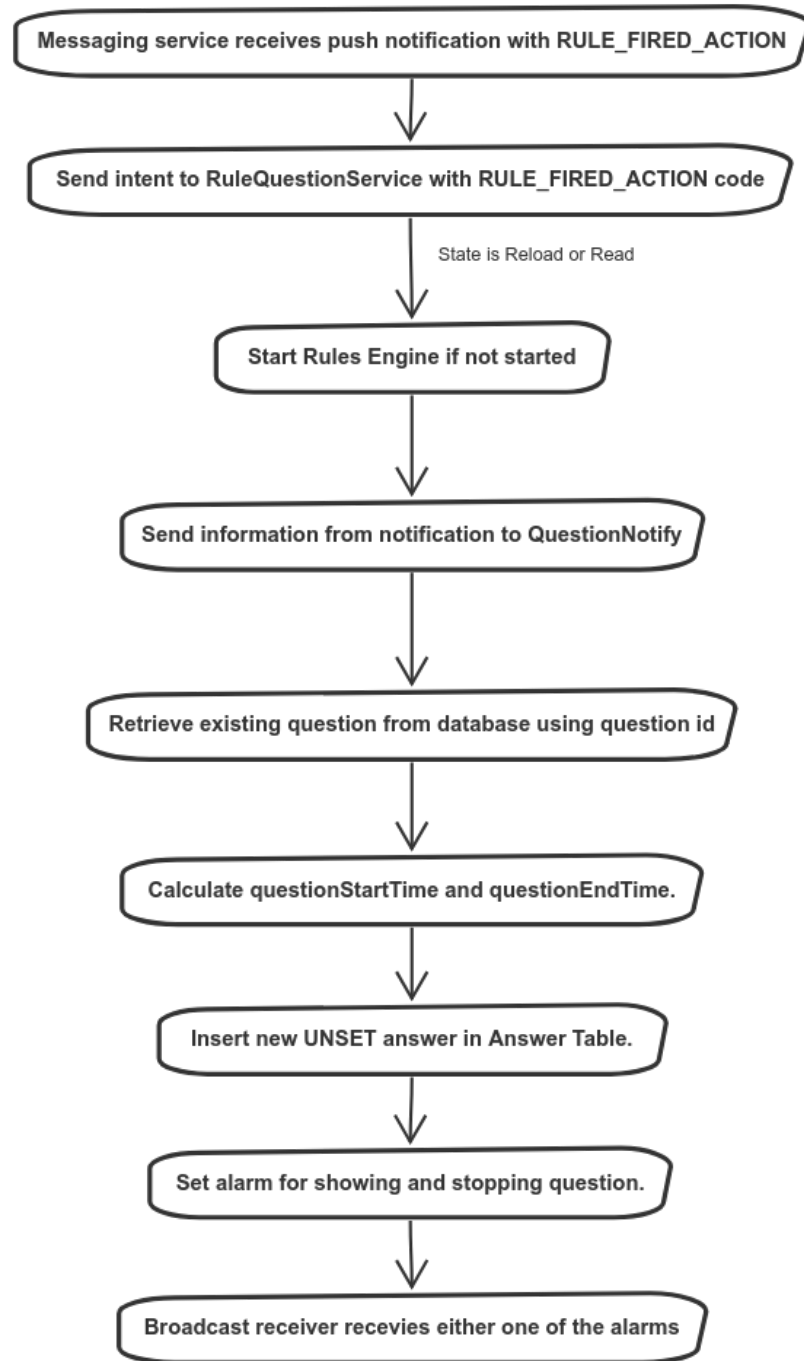 Messaging service receives push notification with RULE_FIRED_ACTION
Send intent to RuleQuestionService with RULE_FIRED_ACTION code
State is Reload or Read
Start Rules Engine if not started
Send information from notification to QuestionNotify
Retrieve existing question from database using question id
Calculate questionStartTime and questionEndTime.
Insert new UNSET answer in Answer Table.
Set alarm for showing and stopping question.
Broadcast receiver recevies either one of the alarms